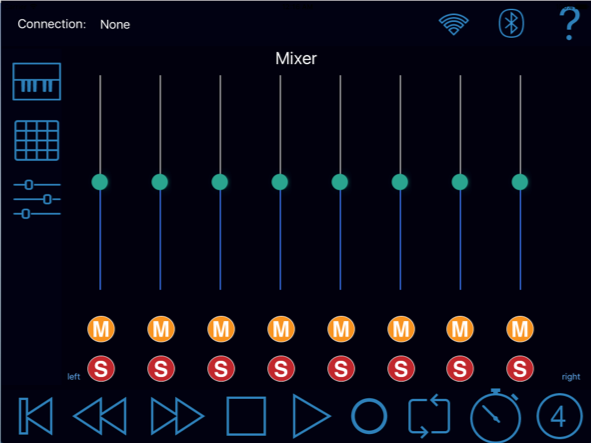 Connection: None
Mixer
M M M M M M M M
S S S S S S S S
left right
4